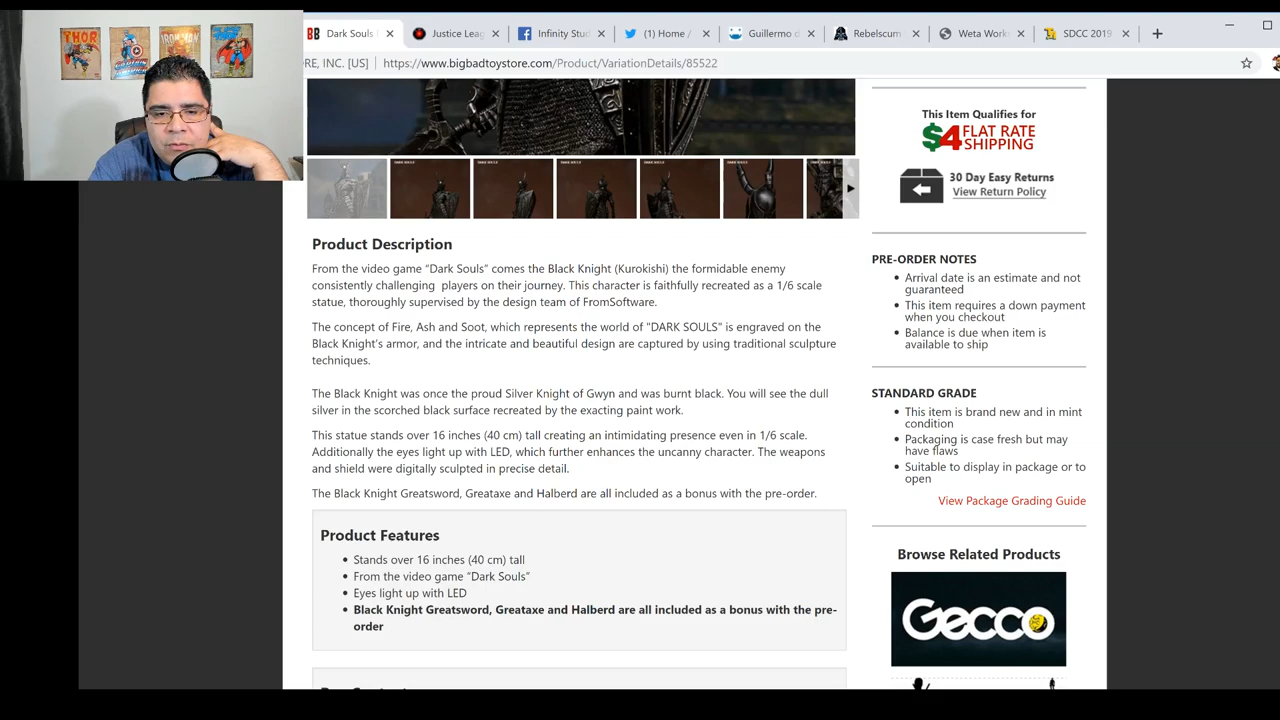 THOR
IRON MAN
Dark Souls
Justice Leag
Infinity Stud
(1) Home /
Guillermo d
Rebelscum
Weta Work
SDCC 2019
ORE, INC. [US]
https://www.bigbadtoystore.com/Product/VariationDetails/85522
DARK SOULS
DARK SOULS
DARK SOULS
DARK SOULS
DARK SOULS
Product Description
From the video game “Dark Souls” comes the Black Knight (Kurokishi) the formidable enemy
consistently challenging players on their journey. This character is faithfully recreated as a 1/6 scale
statue, thoroughly supervised by the design team of FromSoftware.
The concept of Fire, Ash and Soot, which represents the world of "DARK SOULS" is engraved on the
Black Knight's armor, and the intricate and beautiful design are captured by using traditional sculpture
techniques.
The Black Knight was once the proud Silver Knight of Gwyn and was burnt black. You will see the dull
silver in the scorched black surface recreated by the exacting paint work.
This statue stands over 16 inches (40 cm) tall creating an intimidating presence even in 1/6 scale.
Additionally the eyes light up with LED, which further enhances the uncanny character. The weapons
and shield were digitally sculpted in precise detail.
The Black Knight Greatsword, Greataxe and Halberd are all included as a bonus with the pre-order.
Product Features
• Stands over 16 inches (40 cm) tall
• From the video game “Dark Souls”
• Eyes light up with LED
• Black Knight Greatsword, Greataxe and Halberd are all included as a bonus with the pre-
order
This Item Qualifies for
$4 FLAT RATE
SHIPPING
30 Day Easy Returns
View Return Policy
PRE-ORDER NOTES
• Arrival date is an estimate and not
guaranteed
• This item requires a down payment
when you checkout
• Balance is due when item is
available to ship
STANDARD GRADE
• This item is brand new and in mint
condition
• Packaging is case fresh but may
have flaws
• Suitable to display in package or to
open
View Package Grading Guide
Browse Related Products
Gecco